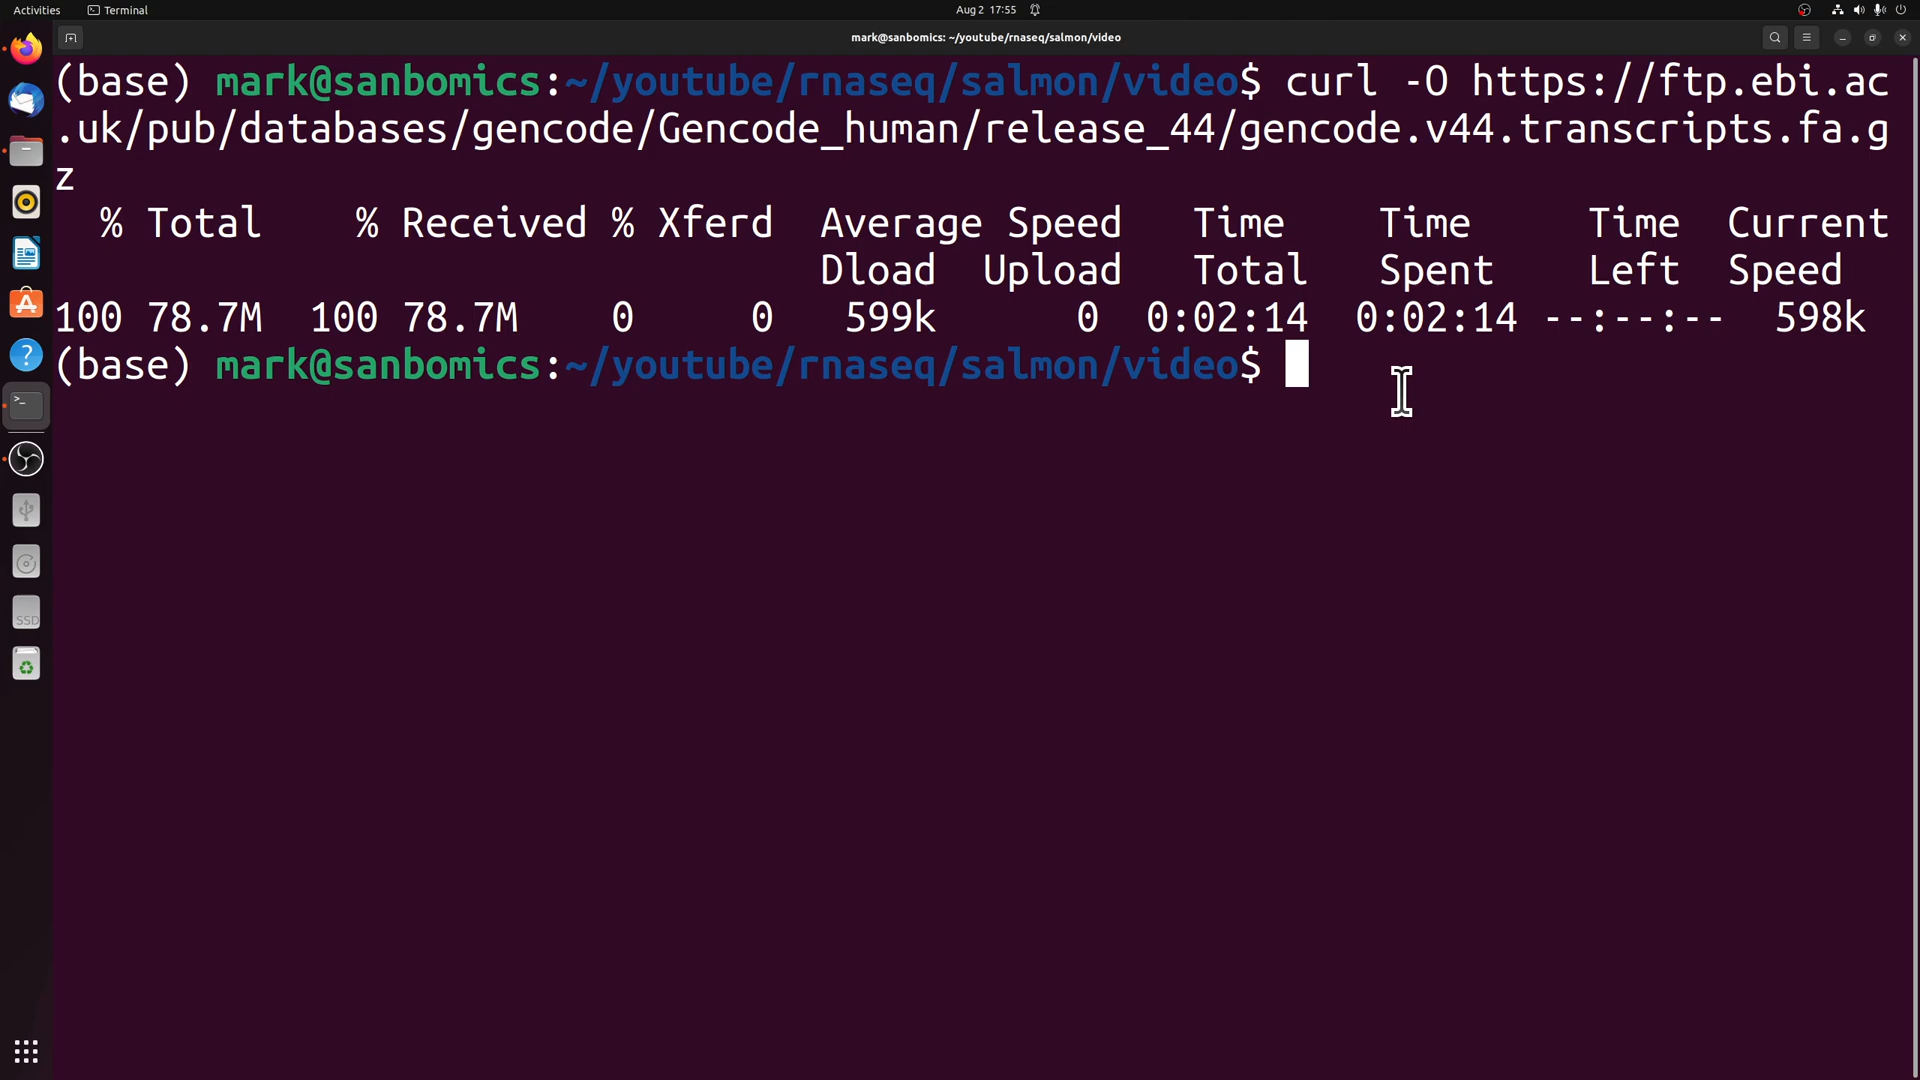 Activities Terminal Aug 2 17:55
mark@sanbomics: ~/youtube/rnaseq/salmon/video
(base) mark@sanbomics:~/youtube/rnaseq/salmon/video$ curl -O https://ftp.ebi.ac
.uk/pub/databases/gencode/Gencode_human/release_44/gencode.v44.transcripts.fa.g
z
% Total % Received % Xferd Average Speed Time Time Time Current
Dload Upload Total Spent Left Speed
100 78.7M 100 78.7M 0 0 599k 0 0:02:14 0:02:14 --:--:-- 598k
(base) mark@sanbomics:~/youtube/rnaseq/salmon/video$
SSD